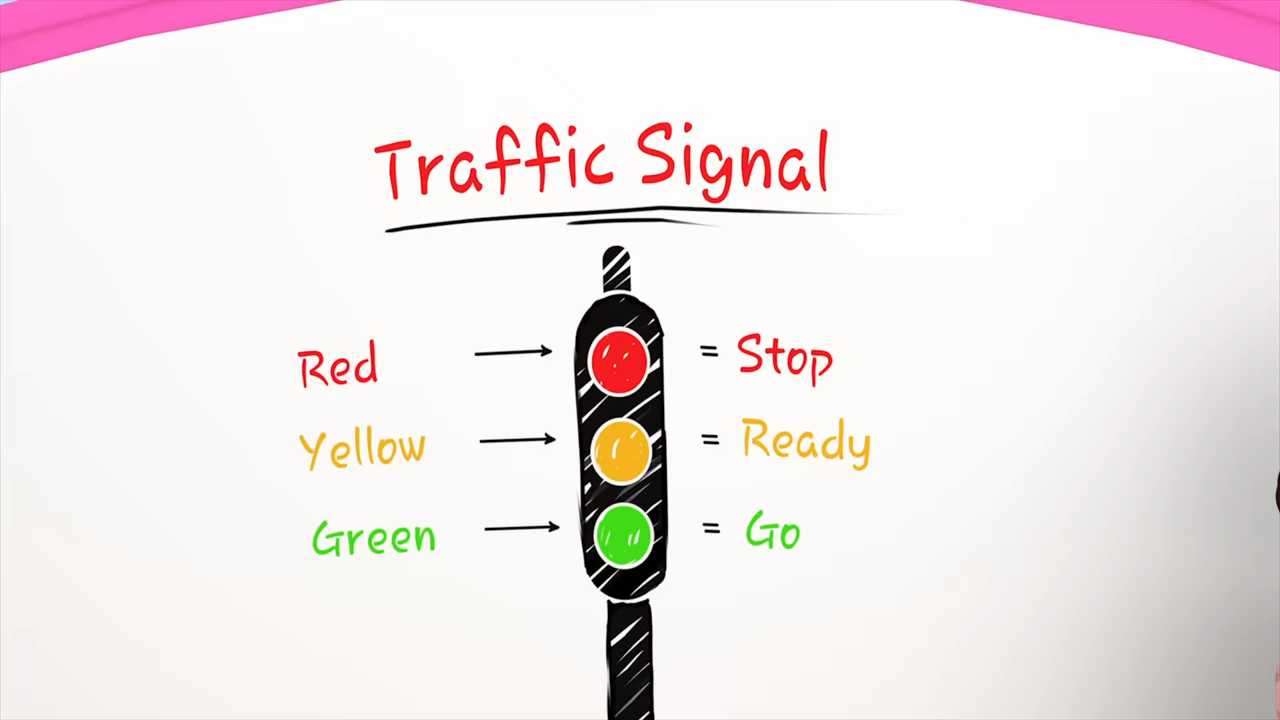 Traffic Signal
Red = Stop
Yellow = Ready
Green = Go